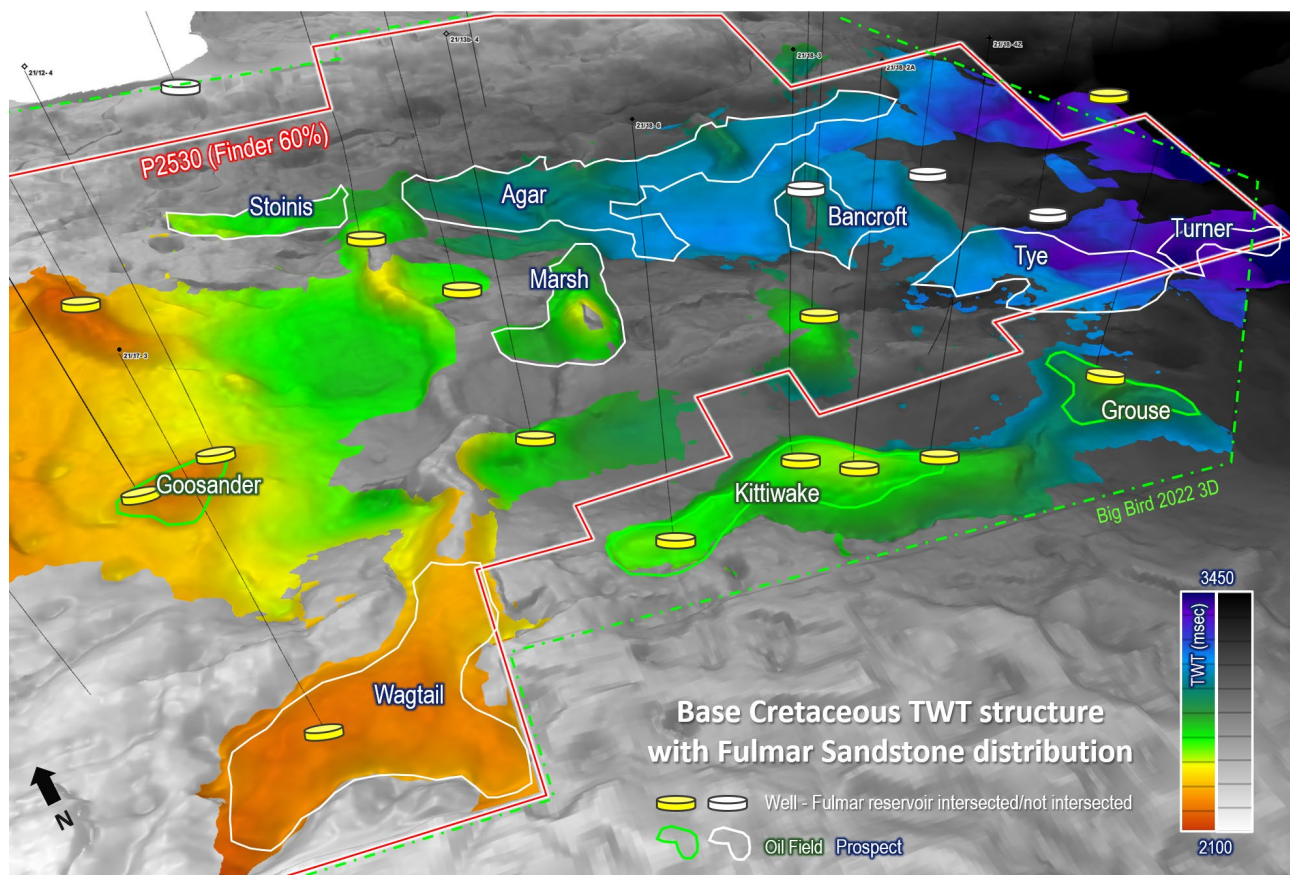 21/13b-4
21/18-4Z
21/18-3
21/12-4
21/18-2A
P2530 (Finder 60%)
21/18-6
Stoinis
Agar
Bancroft
Turner
Tye
Marsh
21/17-3
Grouse
Goosander
Kittiwake
Big Bird 2022 3D
Wagtail
3450
TWT (msec)
2100
Base Cretaceous TWT structure
with Fulmar Sandstone distribution
Well - Fulmar reservoir intersected/not intersected
Oil Field Prospect
N